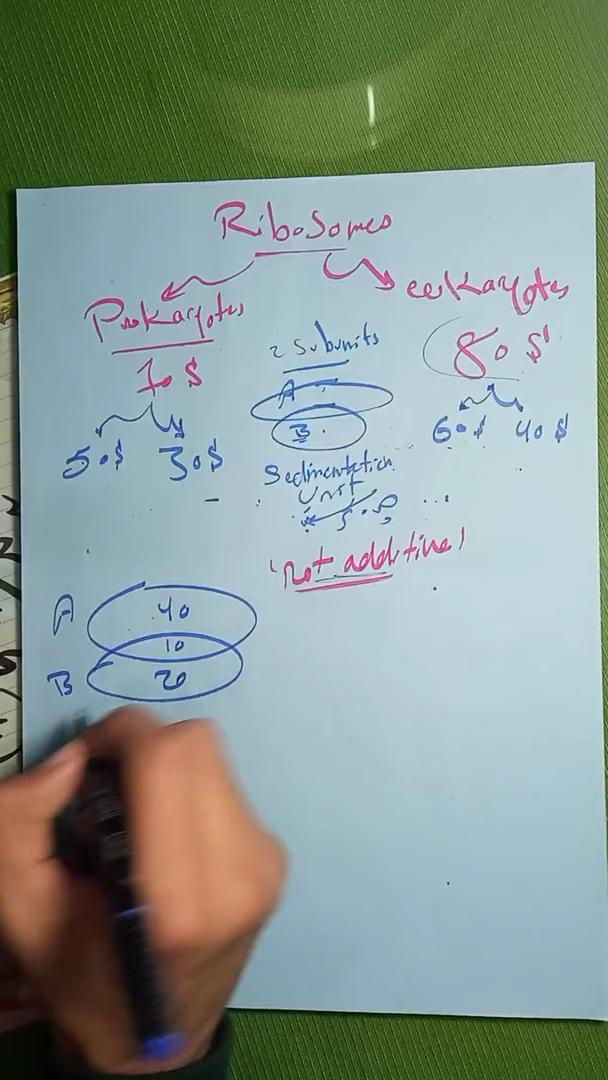 Ribosomes
Prokaryotes
eukaryotes
70 S
2 Subunits
80 S
A
B
50 S 30 S
60 S 40 S
Sedimentation
Unit
'not additive'
A 40
10
B 20